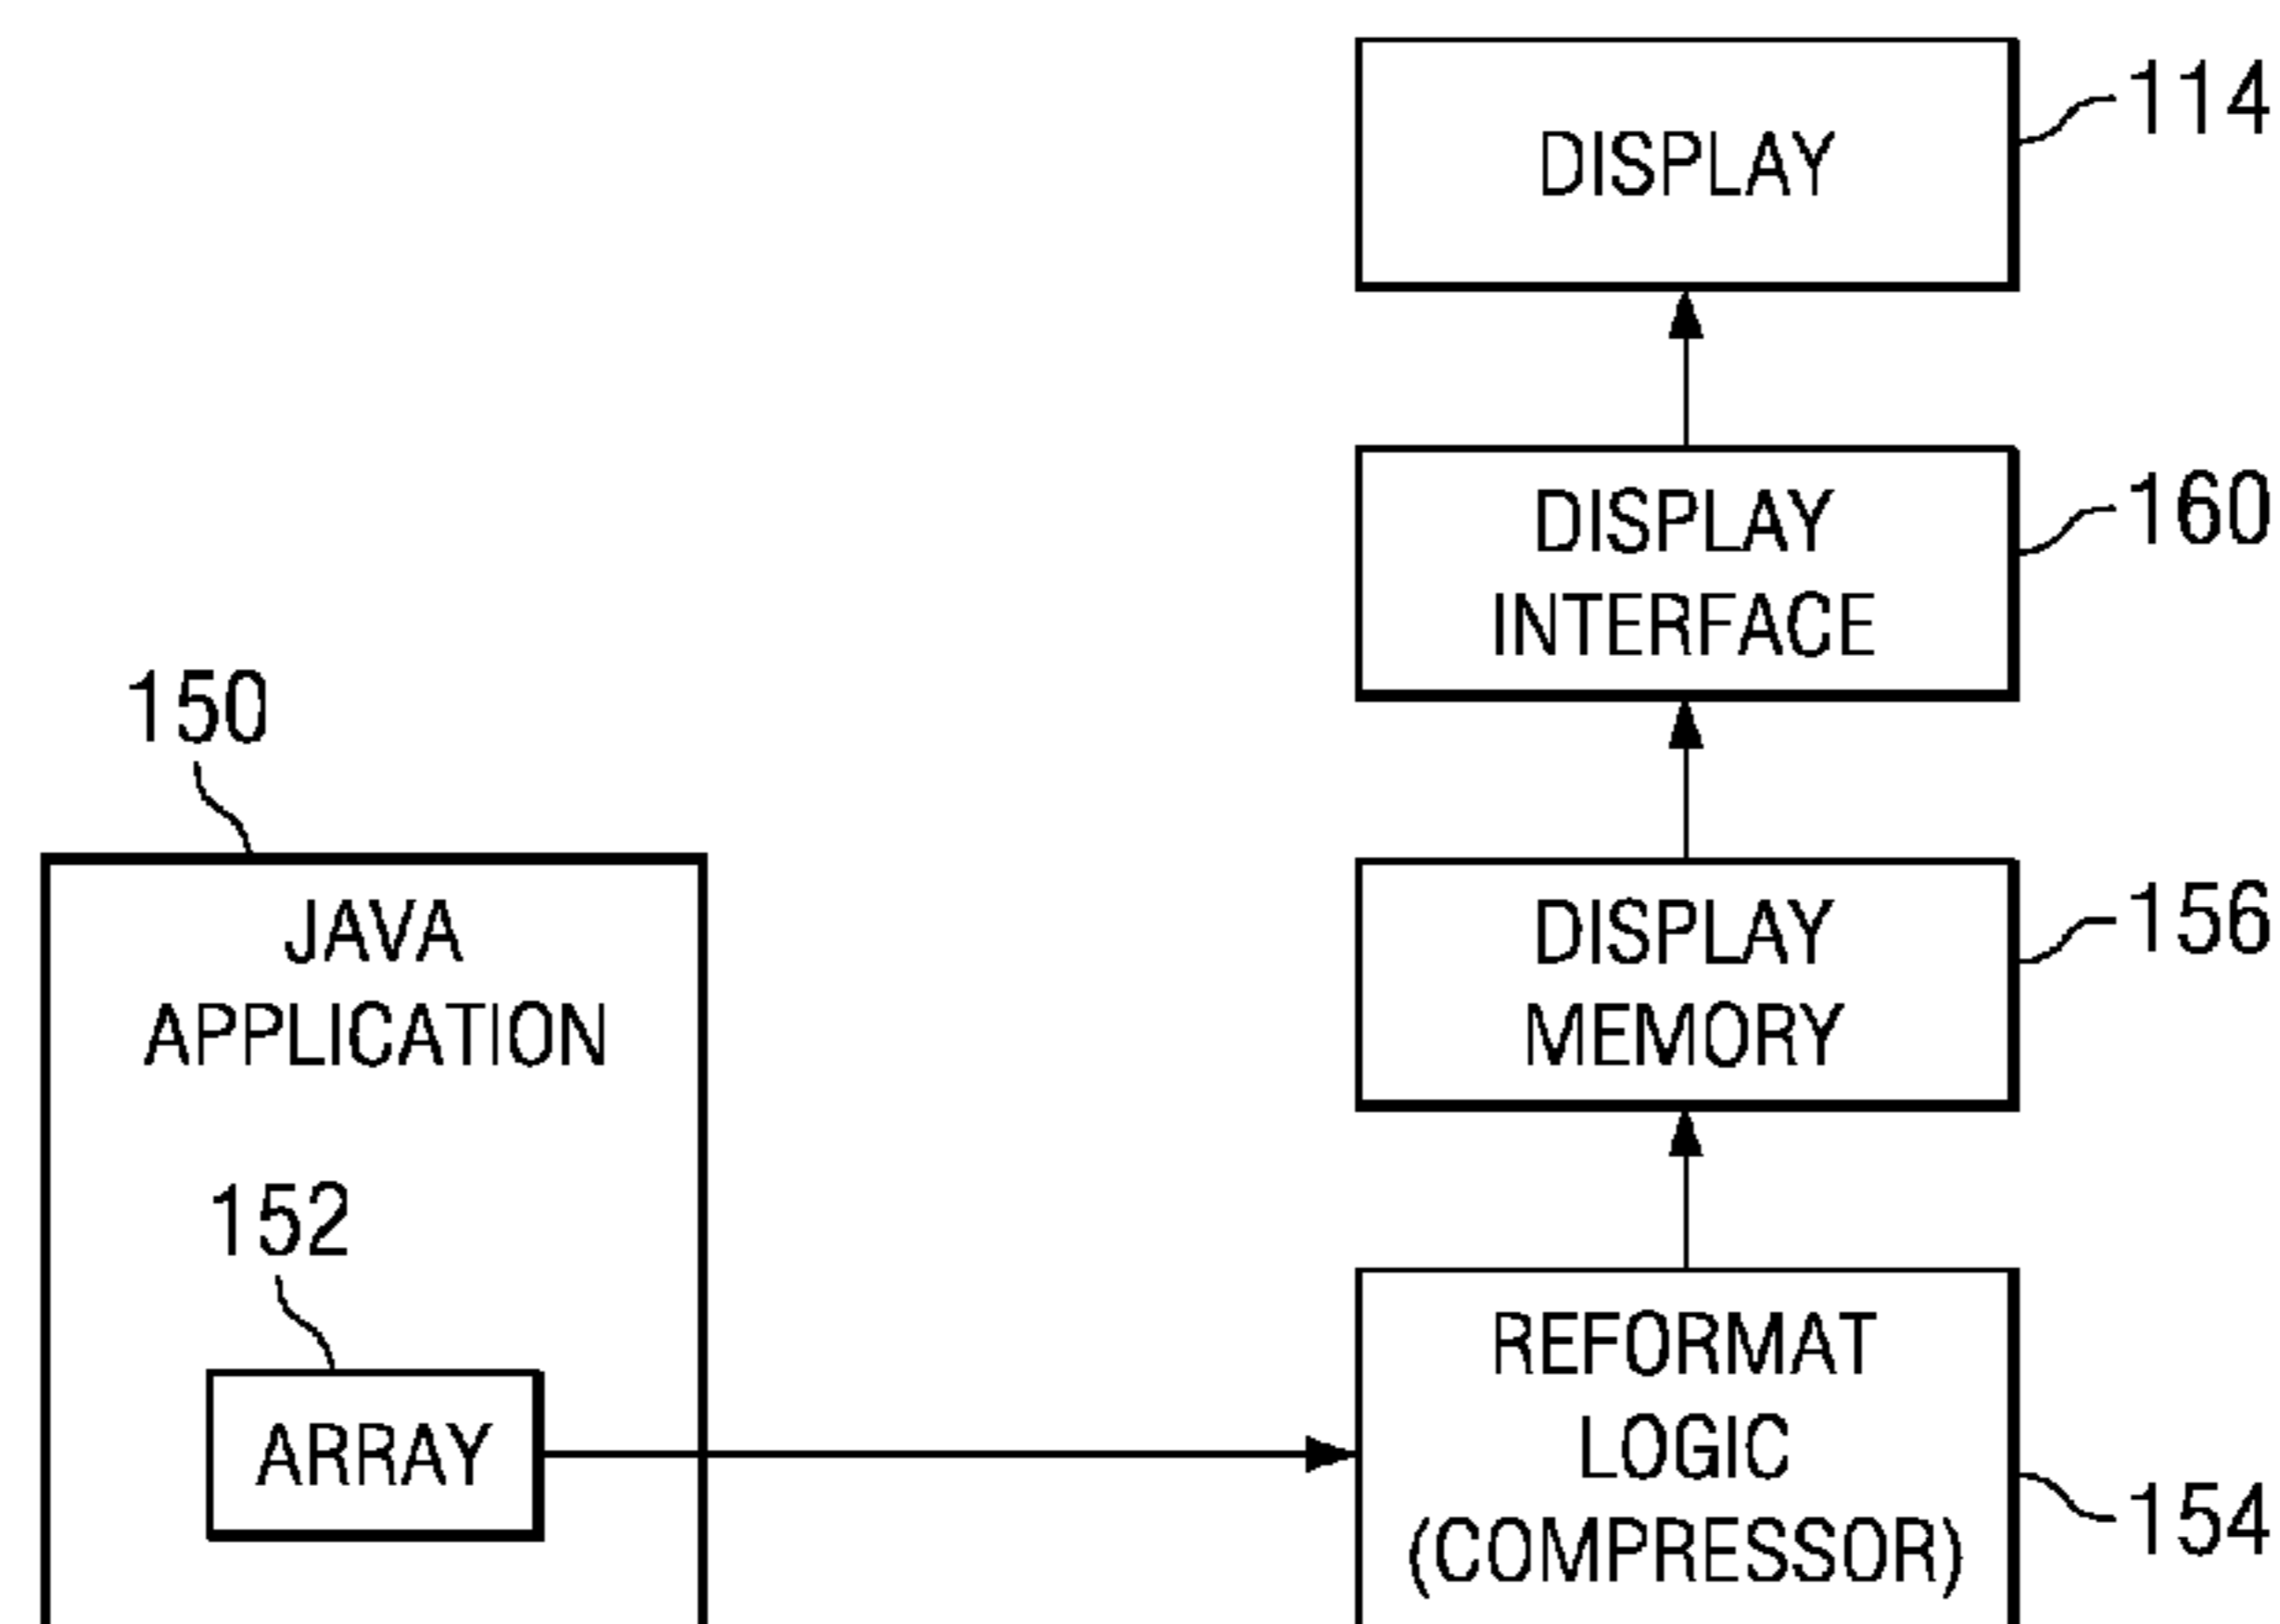 DISPLAY
114
DISPLAY
INTERFACE
160
150
JAVA
APPLICATION
DISPLAY
MEMORY
156
152
ARRAY
REFORMAT
LOGIC
(COMPRESSOR)
154